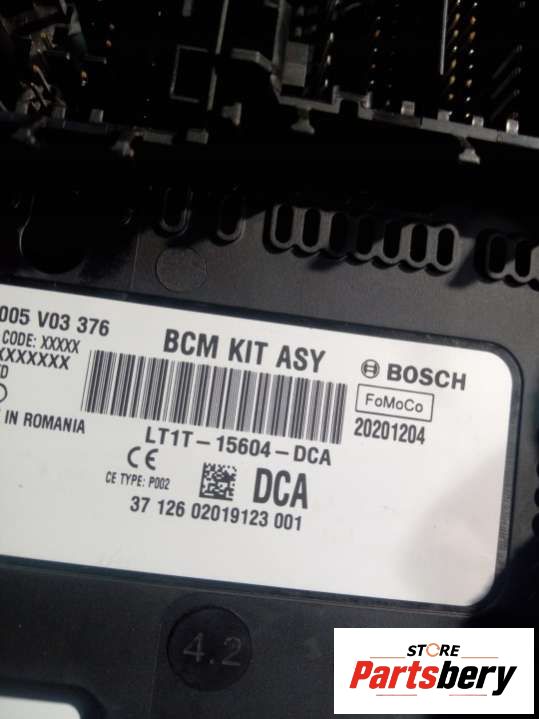 005 V03 376
CODE: XXXXX
XXXXXXX
BCM KIT ASY
BOSCH
FoMoCo
20201204
IN ROMANIA
LT1T-15604-DCA
CE
CE TYPE: P002
DCA
37 126 02019123 001
4.2
STORE
Partsbery